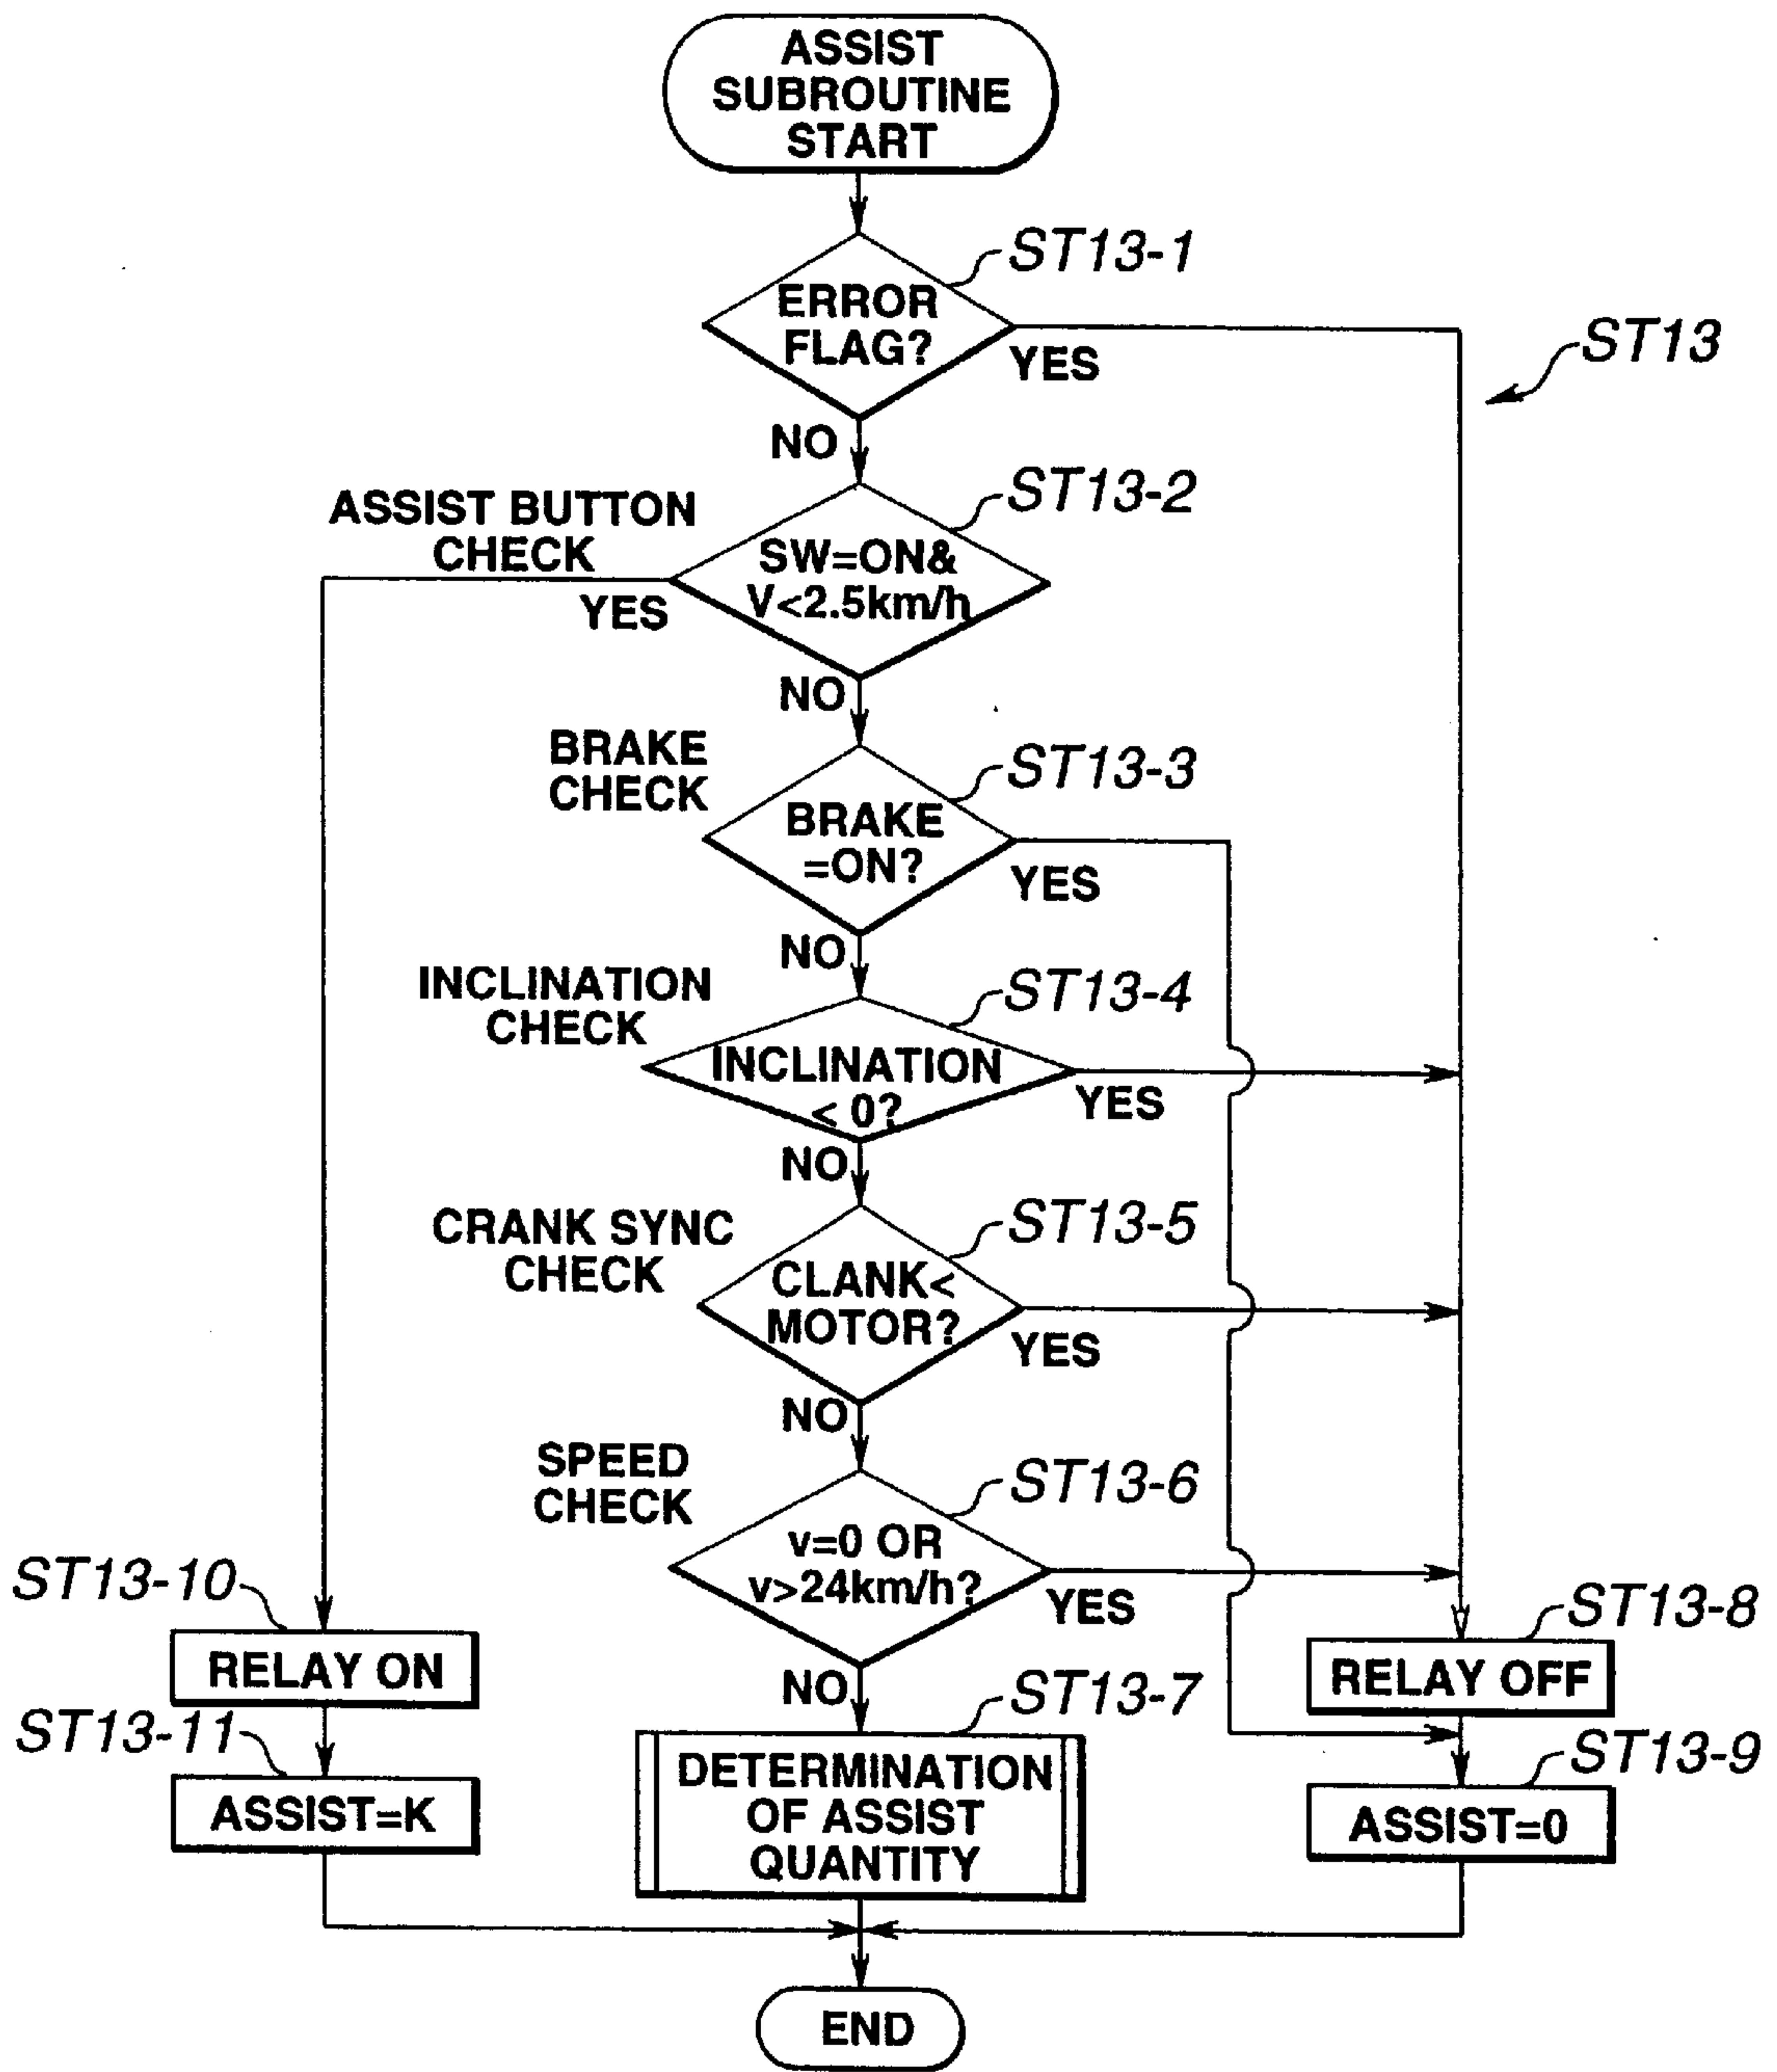 ASSIST
SUBROUTINE
START
ST13-1
ERROR
FLAG?
YES
ST13
NO
ASSIST BUTTON
CHECK
ST13-2
SW=ON&
V<2.5km/h
YES
NO
BRAKE
CHECK
ST13-3
BRAKE
=ON?
YES
NO
INCLINATION
CHECK
ST13-4
INCLINATION
< 0?
YES
NO
CRANK SYNC
CHECK
ST13-5
CLANK<
MOTOR?
YES
NO
SPEED
CHECK
ST13-6
v=0 OR
v>24km/h?
YES
NO
ST13-10
RELAY ON
ST13-8
RELAY OFF
ST13-7
DETERMINATION
OF ASSIST
QUANTITY
ST13-11
ASSIST=K
ST13-9
ASSIST=0
END